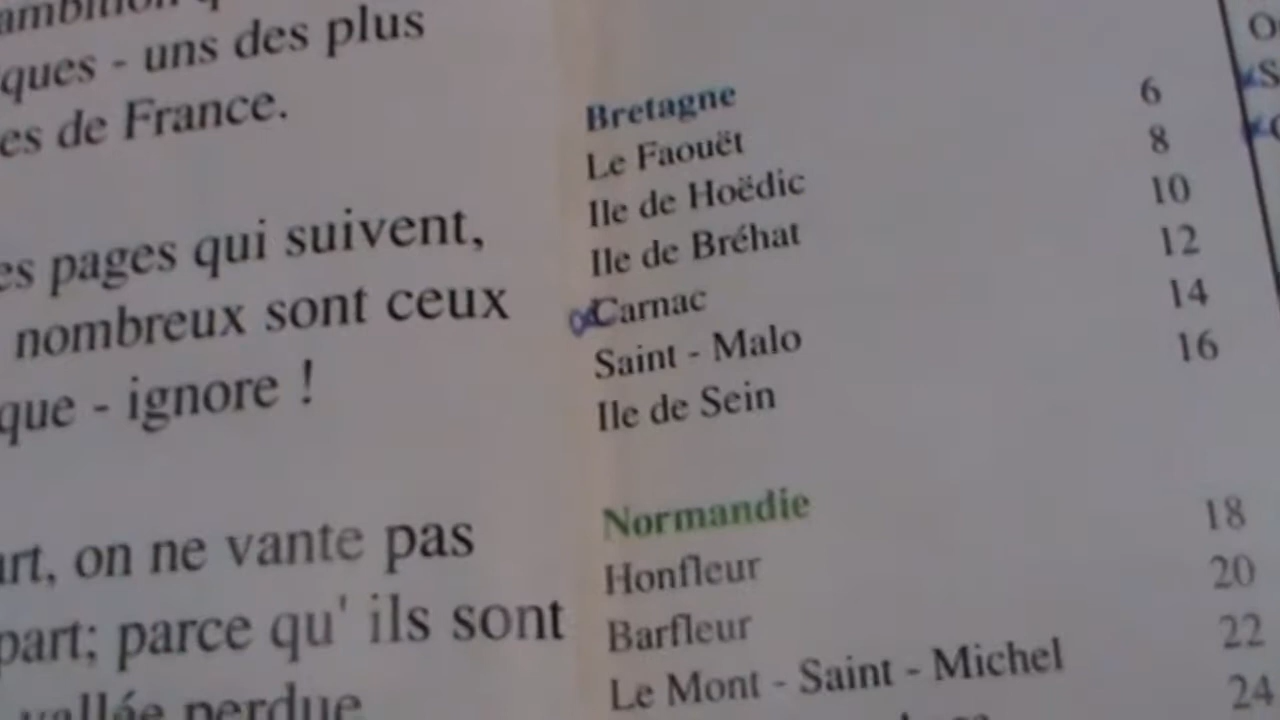 ques - uns des plus
es de France.
es pages qui suivent,
nombreux sont ceux
que - ignore !
art, on ne vante pas
part; parce qu' ils sont
vallée perdue
Bretagne
Le Faouët 6
Ile de Hoëdic 8
Ile de Bréhat 10
Carnac 12
Saint - Malo 14
Ile de Sein 16
Normandie
Honfleur 18
Barfleur 20
Le Mont - Saint - Michel 22
24